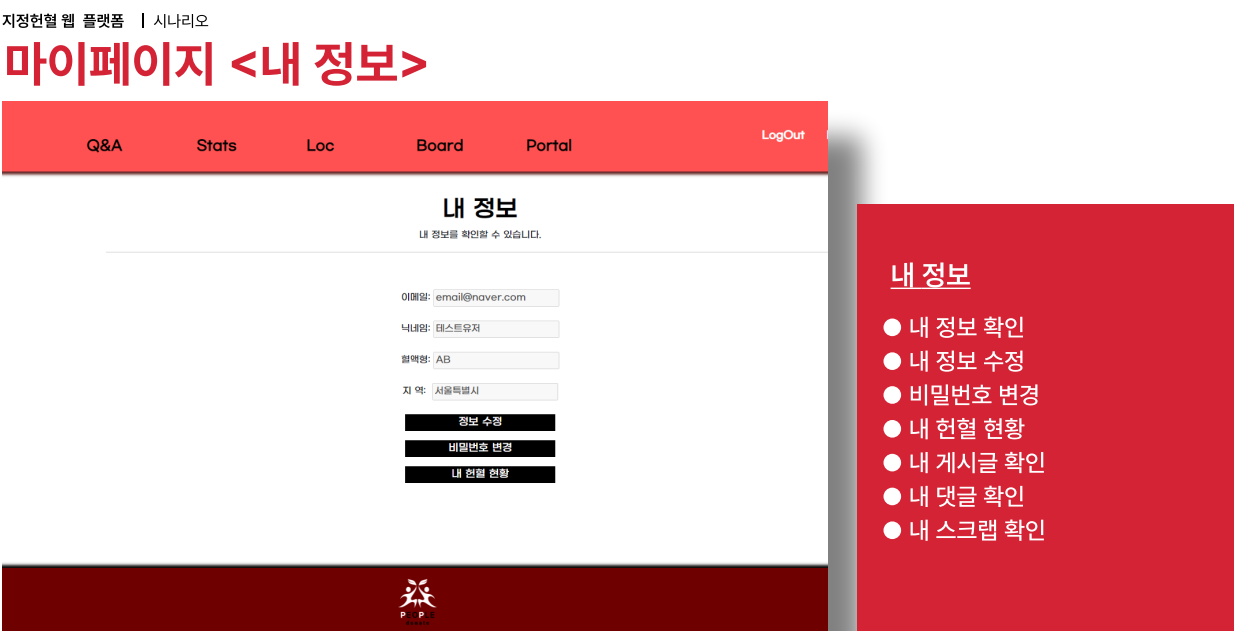 지정헌혈 웹 플랫폼 | 시나리오
마이페이지 <내 정보>
Q&A Stats Loc Board Portal LogOut
내 정보
내 정보를 확인할 수 있습니다.
이메일: email@naver.com
닉네임: 테스트유저
혈액형: AB
지 역: 서울특별시
정보 수정
비밀번호 변경
내 헌혈 현황
PEOPLE
내 정보
● 내 정보 확인
● 내 정보 수정
● 비밀번호 변경
● 내 헌혈 현황
● 내 게시글 확인
● 내 댓글 확인
● 내 스크랩 확인